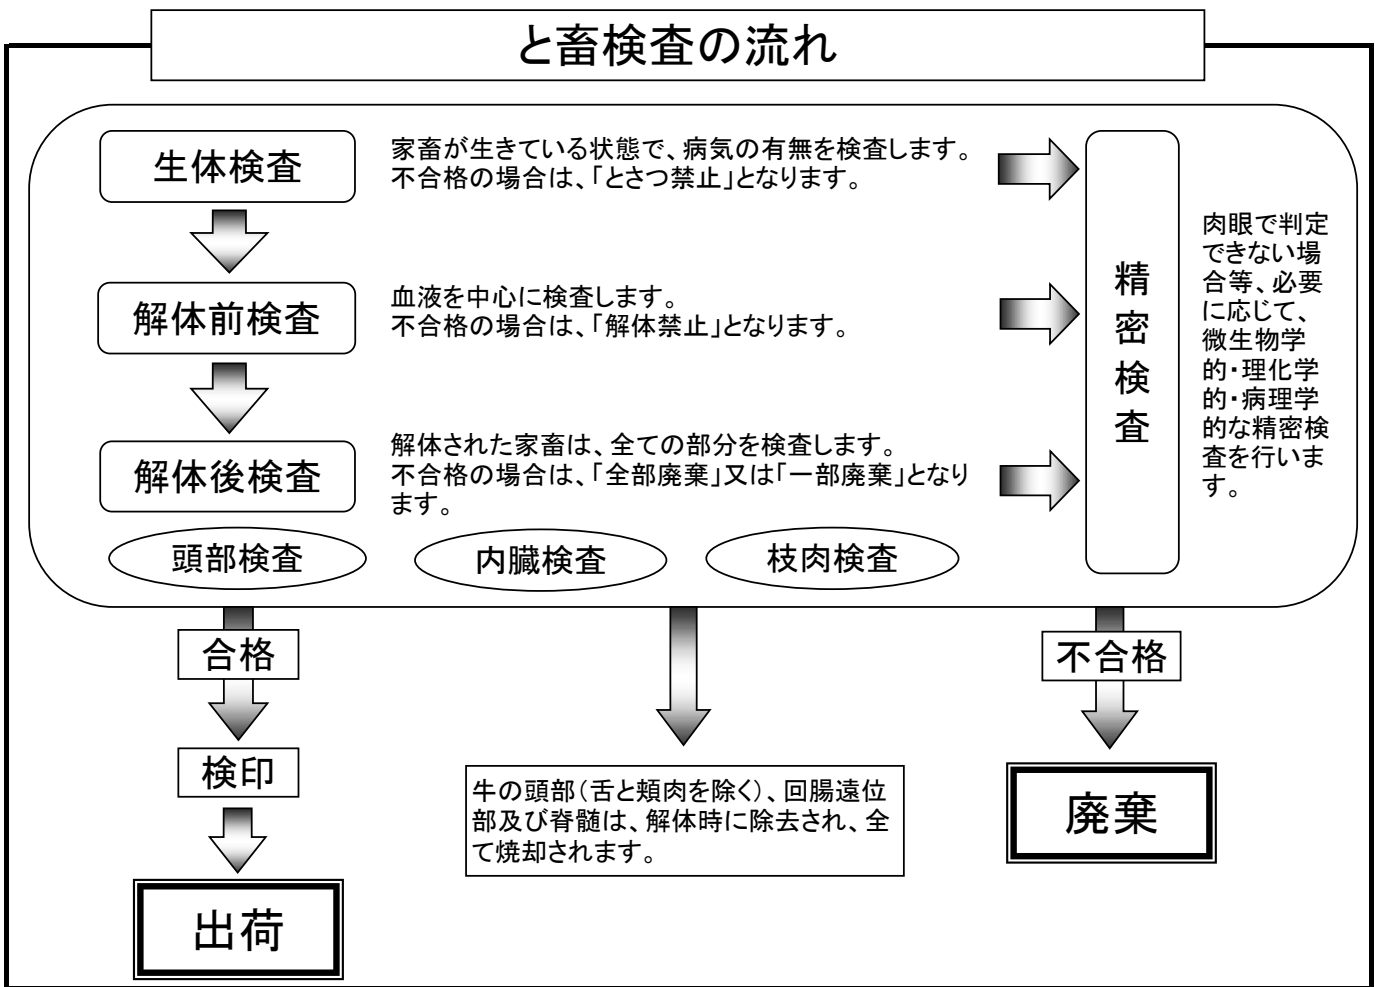 と畜検査の流れ
生体検査
家畜が生きている状態で、病気の有無を検査します。
不合格の場合は、「とさつ禁止」となります。
解体前検査
血液を中心に検査します。
不合格の場合は、「解体禁止」となります。
解体後検査
解体された家畜は、全ての部分を検査します。
不合格の場合は、「全部廃棄」又は「一部廃棄」となり
ます。
頭部検査
内臓検査
枝肉検査
精
密
検
査
肉眼で判定
できない場
合等、必要
に応じて、
微生物学
的・理化学
的・病理学
的な精密検
査を行いま
す。
合格
検印
出荷
牛の頭部（舌と頬肉を除く）、回腸遠位
部及び脊髄は、解体時に除去され、全
て焼却されます。
不合格
廃棄